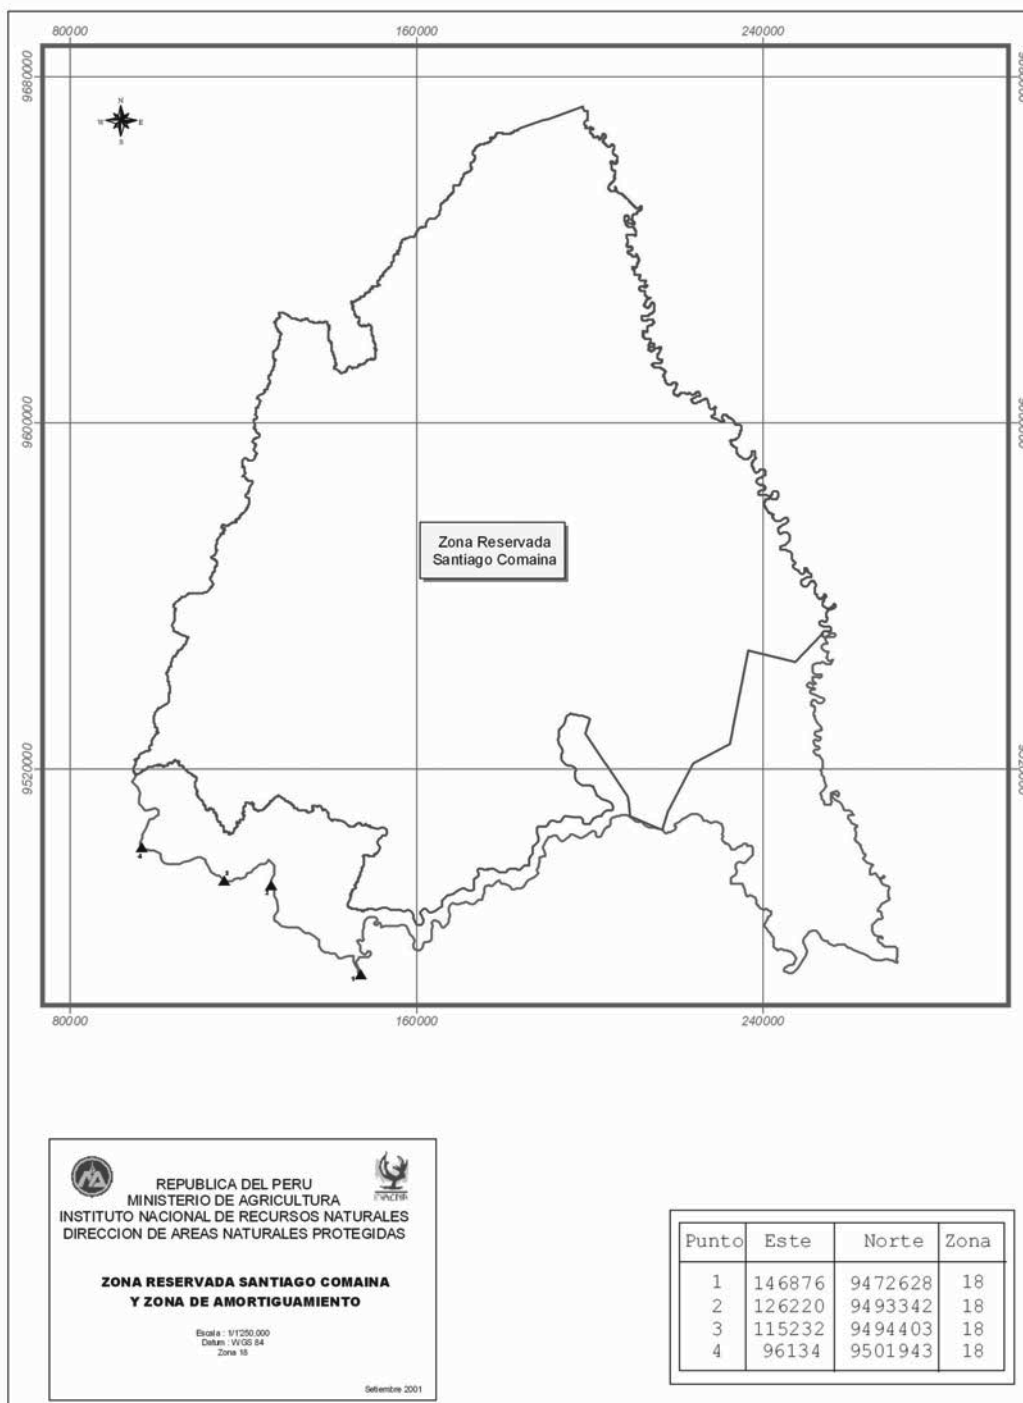 80000 160000 240000
9680000
N
W E
S
9600000
Zona Reservada
Santiago Comaina
9520000
4
3
2
80000 160000 240000
REPUBLICA DEL PERU
MINISTERIO DE AGRICULTURA
INSTITUTO NACIONAL DE RECURSOS NATURALES
DIRECCION DE AREAS NATURALES PROTEGIDAS
ZONA RESERVADA SANTIAGO COMAINA
Y ZONA DE AMORTIGUAMIENTO
Escala : 1/1'250,000
Datum : WGS 84
Zona 18
Setiembre 2001
Punto Este Norte Zona
1 146876 9472628 18
2 126220 9493342 18
3 115232 9494403 18
4 96134 9501943 18